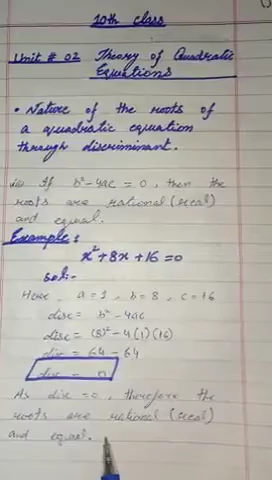 10th class
Unit # 02 Theory of Quadratic
Equations
• Nature of the roots of
a quadratic equation
through discriminant.
If b²-4ac = 0, then the
roots are rational (real)
and equal.
Example:
x²+8x+16=0
Sol:-
Here, a=1, b=8, c=16
disc = b²-4ac
disc = (8)²-4(1)(16)
disc = 64-64
disc = 0
As disc = 0, therefore the
roots are rational (real)
and equal.